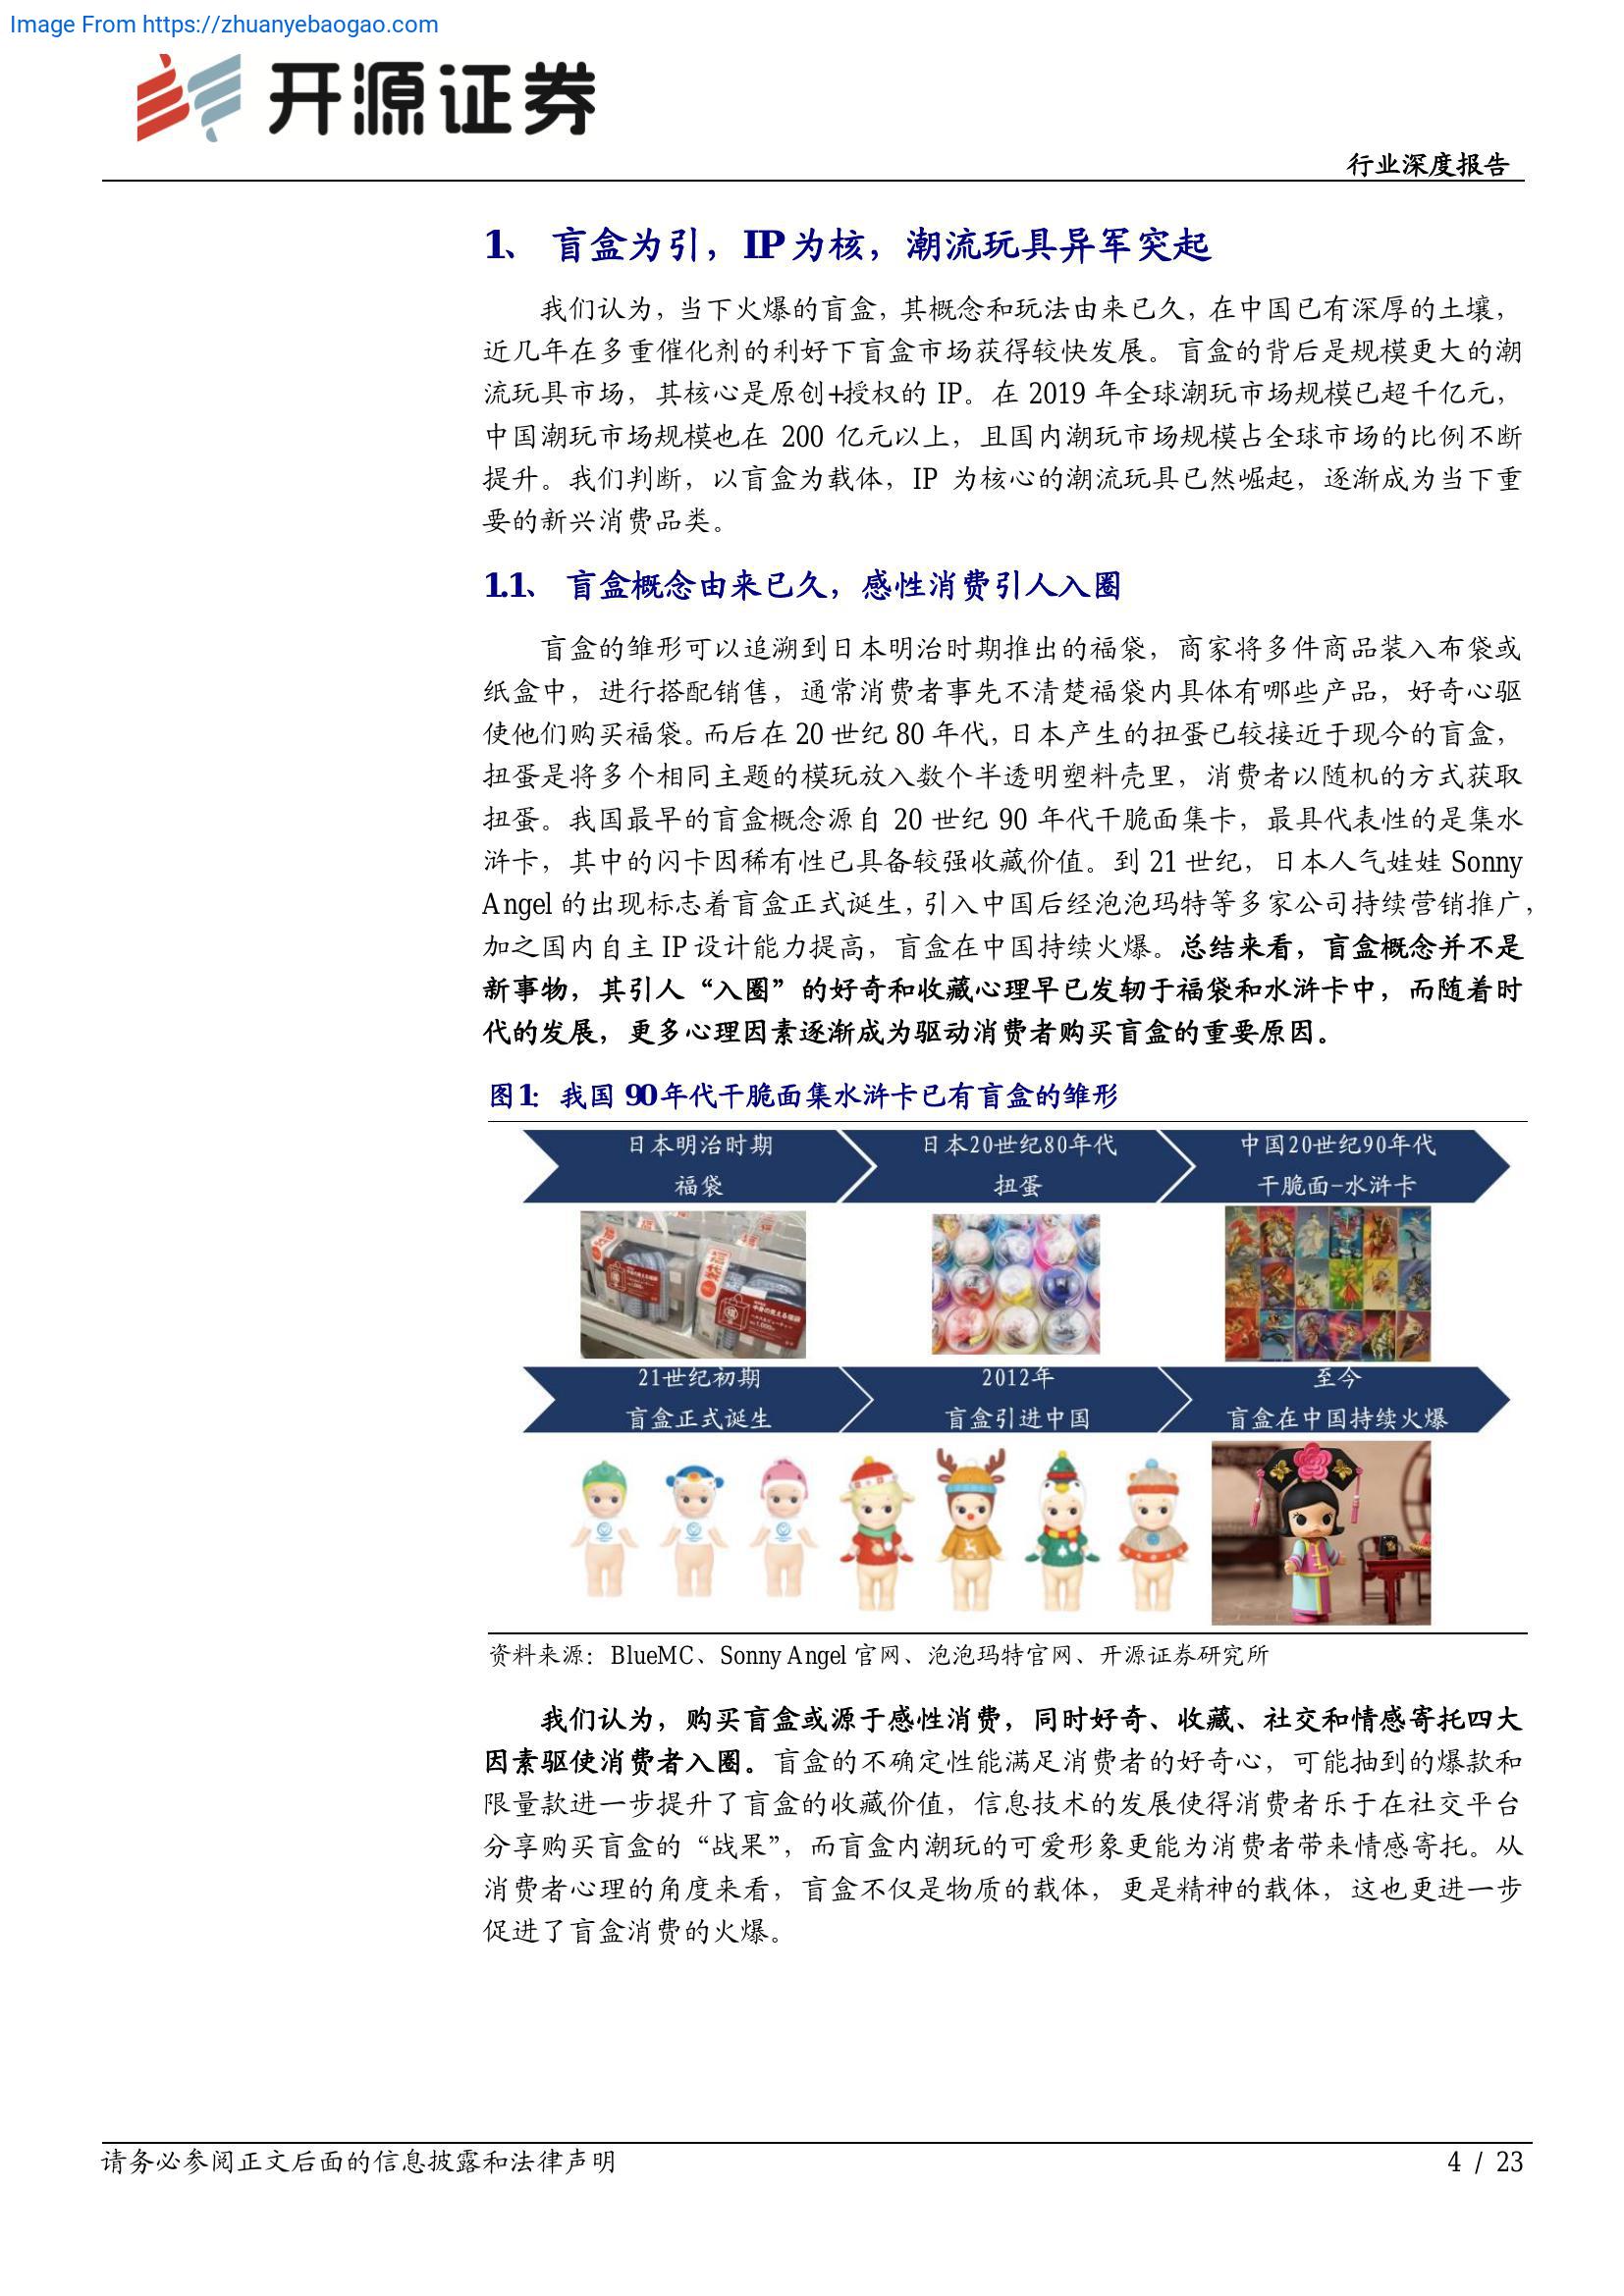 Image From https://zhuanyebaogao.com
开源证券
行业深度报告
1、 盲盒为引，IP 为核，潮流玩具异军突起
我们认为，当下火爆的盲盒，其概念和玩法由来已久，在中国已有深厚的土壤，
近几年在多重催化剂的利好下盲盒市场获得较快发展。盲盒的背后是规模更大的潮
流玩具市场，其核心是原创+授权的 IP。在 2019 年全球潮玩市场规模已超千亿元，
中国潮玩市场规模也在 200 亿元以上，且国内潮玩市场规模占全球市场的比例不断
提升。我们判断，以盲盒为载体，IP 为核心的潮流玩具已然崛起，逐渐成为当下重
要的新兴消费品类。
1.1、 盲盒概念由来已久，感性消费引人入圈
盲盒的雏形可以追溯到日本明治时期推出的福袋，商家将多件商品装入布袋或
纸盒中，进行搭配销售，通常消费者事先不清楚福袋内具体有哪些产品，好奇心驱
使他们购买福袋。而后在 20 世纪 80 年代，日本产生的扭蛋已较接近于现今的盲盒，
扭蛋是将多个相同主题的模玩放入数个半透明塑料壳里，消费者以随机的方式获取
扭蛋。我国最早的盲盒概念源自 20 世纪 90 年代干脆面集卡，最具代表性的是集水
浒卡，其中的闪卡因稀有性已具备较强收藏价值。到 21 世纪，日本人气娃娃 Sonny
Angel 的出现标志着盲盒正式诞生，引入中国后经泡泡玛特等多家公司持续营销推广，
加之国内自主 IP 设计能力提高，盲盒在中国持续火爆。总结来看，盲盒概念并不是
新事物，其引人“入圈”的好奇和收藏心理早已发轫于福袋和水浒卡中，而随着时
代的发展，更多心理因素逐渐成为驱动消费者购买盲盒的重要原因。
图1： 我国 90 年代干脆面集水浒卡已有盲盒的雏形
日本明治时期
福袋
日本20世纪80年代
扭蛋
中国20世纪90年代
干脆面-水浒卡
福袋
21世纪初期
盲盒正式诞生
2012年
盲盒引进中国
至今
盲盒在中国持续火爆
资料来源：BlueMC、Sonny Angel 官网、泡泡玛特官网、开源证券研究所
我们认为，购买盲盒或源于感性消费，同时好奇、收藏、社交和情感寄托四大
因素驱使消费者入圈。盲盒的不确定性能满足消费者的好奇心，可能抽到的爆款和
限量款进一步提升了盲盒的收藏价值，信息技术的发展使得消费者乐于在社交平台
分享购买盲盒的“战果”，而盲盒内潮玩的可爱形象更能为消费者带来情感寄托。从
消费者心理的角度来看，盲盒不仅是物质的载体，更是精神的载体，这也更进一步
促进了盲盒消费的火爆。
请务必参阅正文后面的信息披露和法律声明
4 / 23